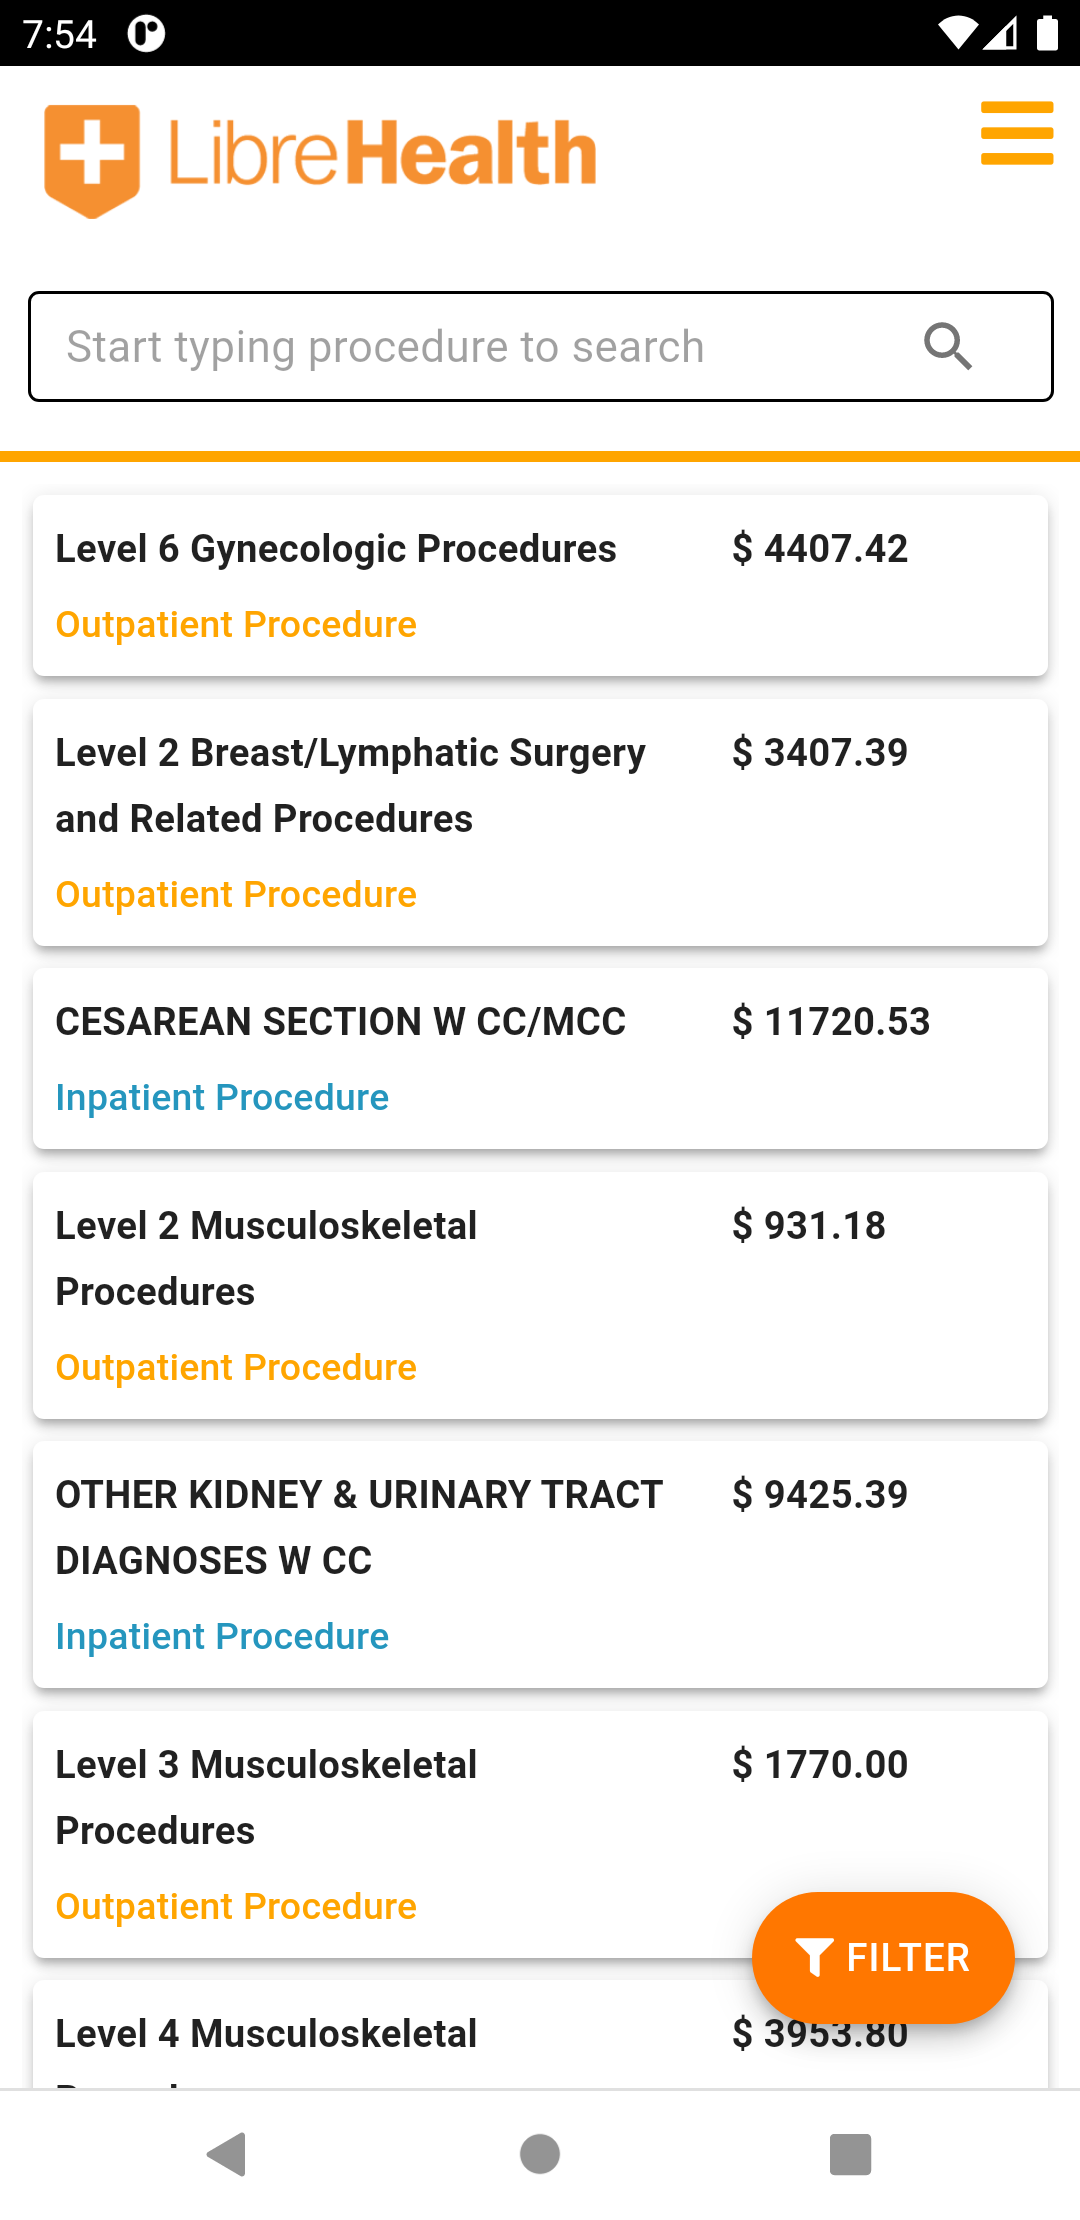 7:54
LibreHealth
Start typing procedure to search
Level 6 Gynecologic Procedures
$ 4407.42
Outpatient Procedure
Level 2 Breast/Lymphatic Surgery
and Related Procedures
$ 3407.39
Outpatient Procedure
CESAREAN SECTION W CC/MCC
$ 11720.53
Inpatient Procedure
Level 2 Musculoskeletal
Procedures
$ 931.18
Outpatient Procedure
OTHER KIDNEY & URINARY TRACT
DIAGNOSES W CC
$ 9425.39
Inpatient Procedure
Level 3 Musculoskeletal
Procedures
$ 1770.00
Outpatient Procedure
FILTER
Level 4 Musculoskeletal
$ 3953.80